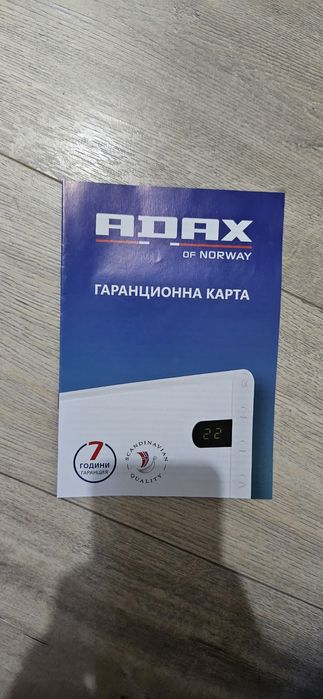 ADAX
OF NORWAY
ГАРАНЦИОННА КАРТА
22
7
ГОДИНИ
ГАРАНЦИЯ
SCANDINAVIAN
QUALITY